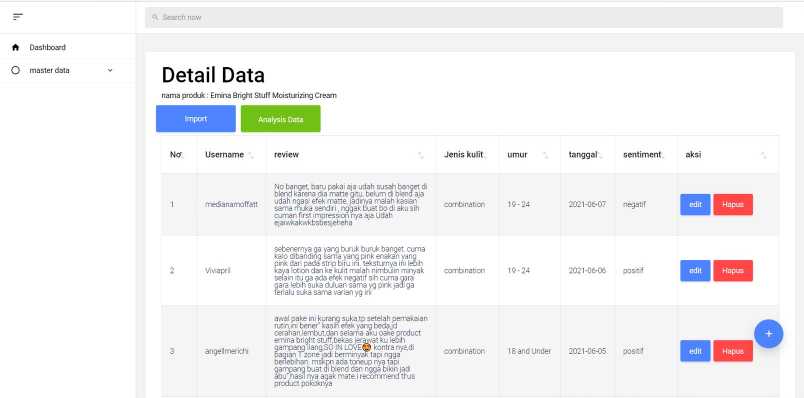 Search now
Dashboard
master data
Detail Data
nama produk : Emina Bright Stuff Moisturizing Cream
Import
Analysis Data
No
Username
review
Jenis kulit
umur
tanggal
sentiment
aksi
1
medianamoffatt
No banget, baru pakai aja udah susah banget di
blend karena dia matte gitu, belum di blend aja
udah ngasi efek matte, jadinya malah kasian
sama muka sendiri , nggak buat bo di aku sih
cuman first impression nya aja Udah
ejaiwkakwkbsbesjeheha
combination
19 - 24
2021-06-07
negatif
edit
Hapus
2
Viviapril
sebenernya ga yang buruk buruk banget. cuma
kalo dibanding sama yang pink enakan yang
pink dari pada strip biru ini. teksturnya ini lebih
kaya lotion dan ke kulit malah nimbulin minyak
selain itu ga ada efek negatif sih cuma gara
gara lebih suka duluan sama yg pink jadi ga
terlalu suka sama varian yg ini
combination
19 - 24
2021-06-06
positif
edit
Hapus
3
angelimerichi
awal pake ini kurang suka,tp setelah pemakaian
rutin,ini bener" kasih efek yang beda,jd
cerahan,lembut,dan selama aku oake product
emina bright stuff,bekas jerawat ku lebih
gampang ilang,SO IN LOVE😍 kontra nya,di
bagian T zone jadi berminyak tapi ngga
berlebihan. mskpn ada toneup nya tapi
gampang buat di blend dan ngga bikin jadi
abu",hasil nya agak mate.i recommend thus
product pokoknya
combination
18 and Under
2021-06-05
positif
edit
Hapus
+